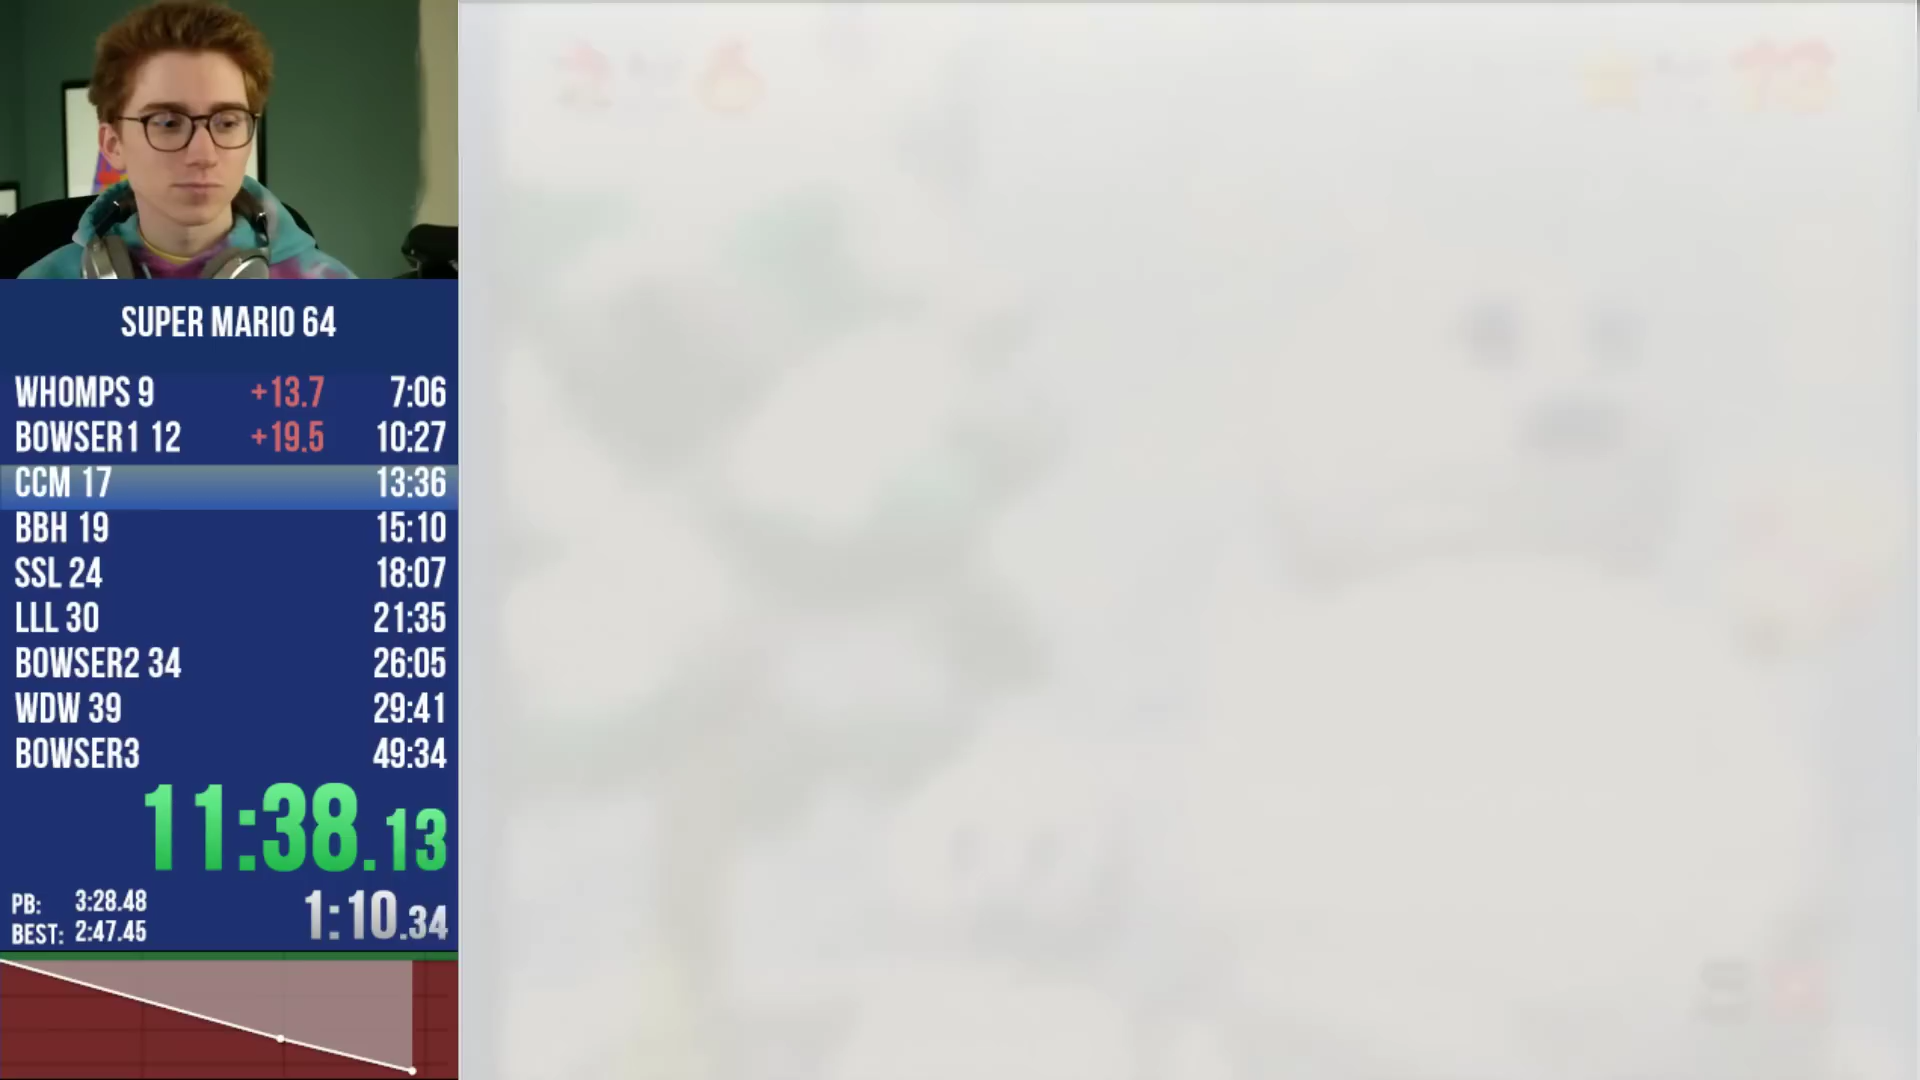 SUPER MARIO 64
WHOMPS 9 +13.7 7:06
BOWSER1 12 +19.5 10:27
CCM 17 13:36
BBH 19 15:10
SSL 24 18:07
LLL 30 21:35
BOWSER2 34 26:05
WDW 39 29:41
BOWSER3 49:34
11:38.13
PB: 3:28.48
BEST: 2:47.45
1:10.34